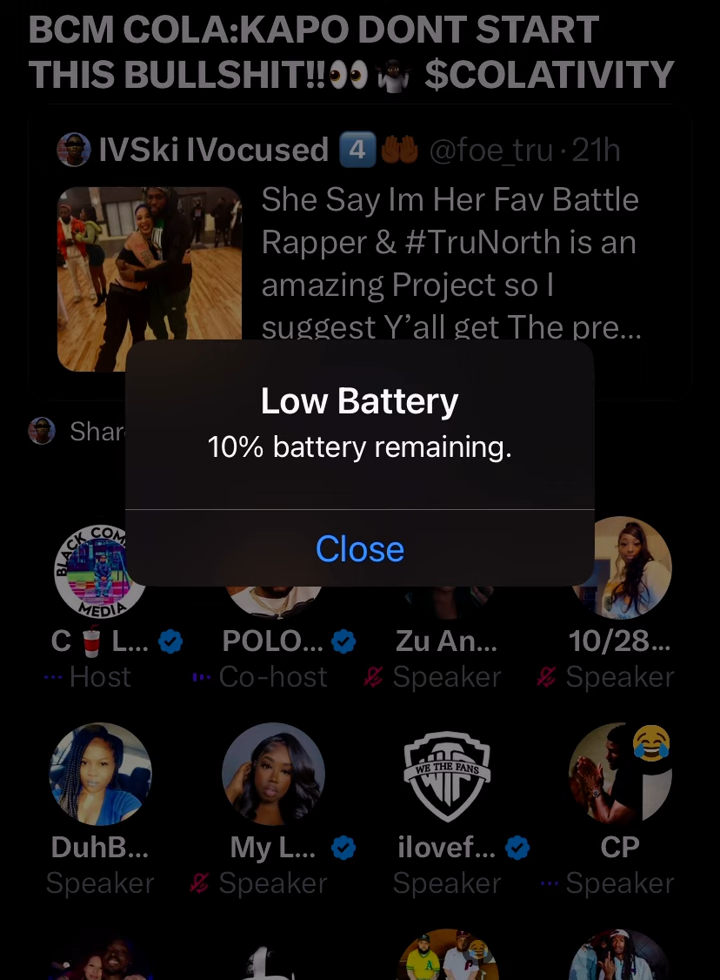 BCM COLA:KAPO DONT START
THIS BULLSHIT!!👀🤷🏿‍♂️ $COLATIVITY
IVSki IVocused 4️⃣🤲🏾 @foe_tru · 21h
She Say Im Her Fav Battle
Rapper & #TruNorth is an
amazing Project so I
suggest Y’all get The pre...
Low Battery
10% battery remaining.
Close
BLACK
MEDIA
C🥤L... POLO... Zu An... 10/28...
Host Co-host Speaker Speaker
WE THE FANS
WTF
DuhB... My L... ilovef... CP
Speaker Speaker Speaker Speaker